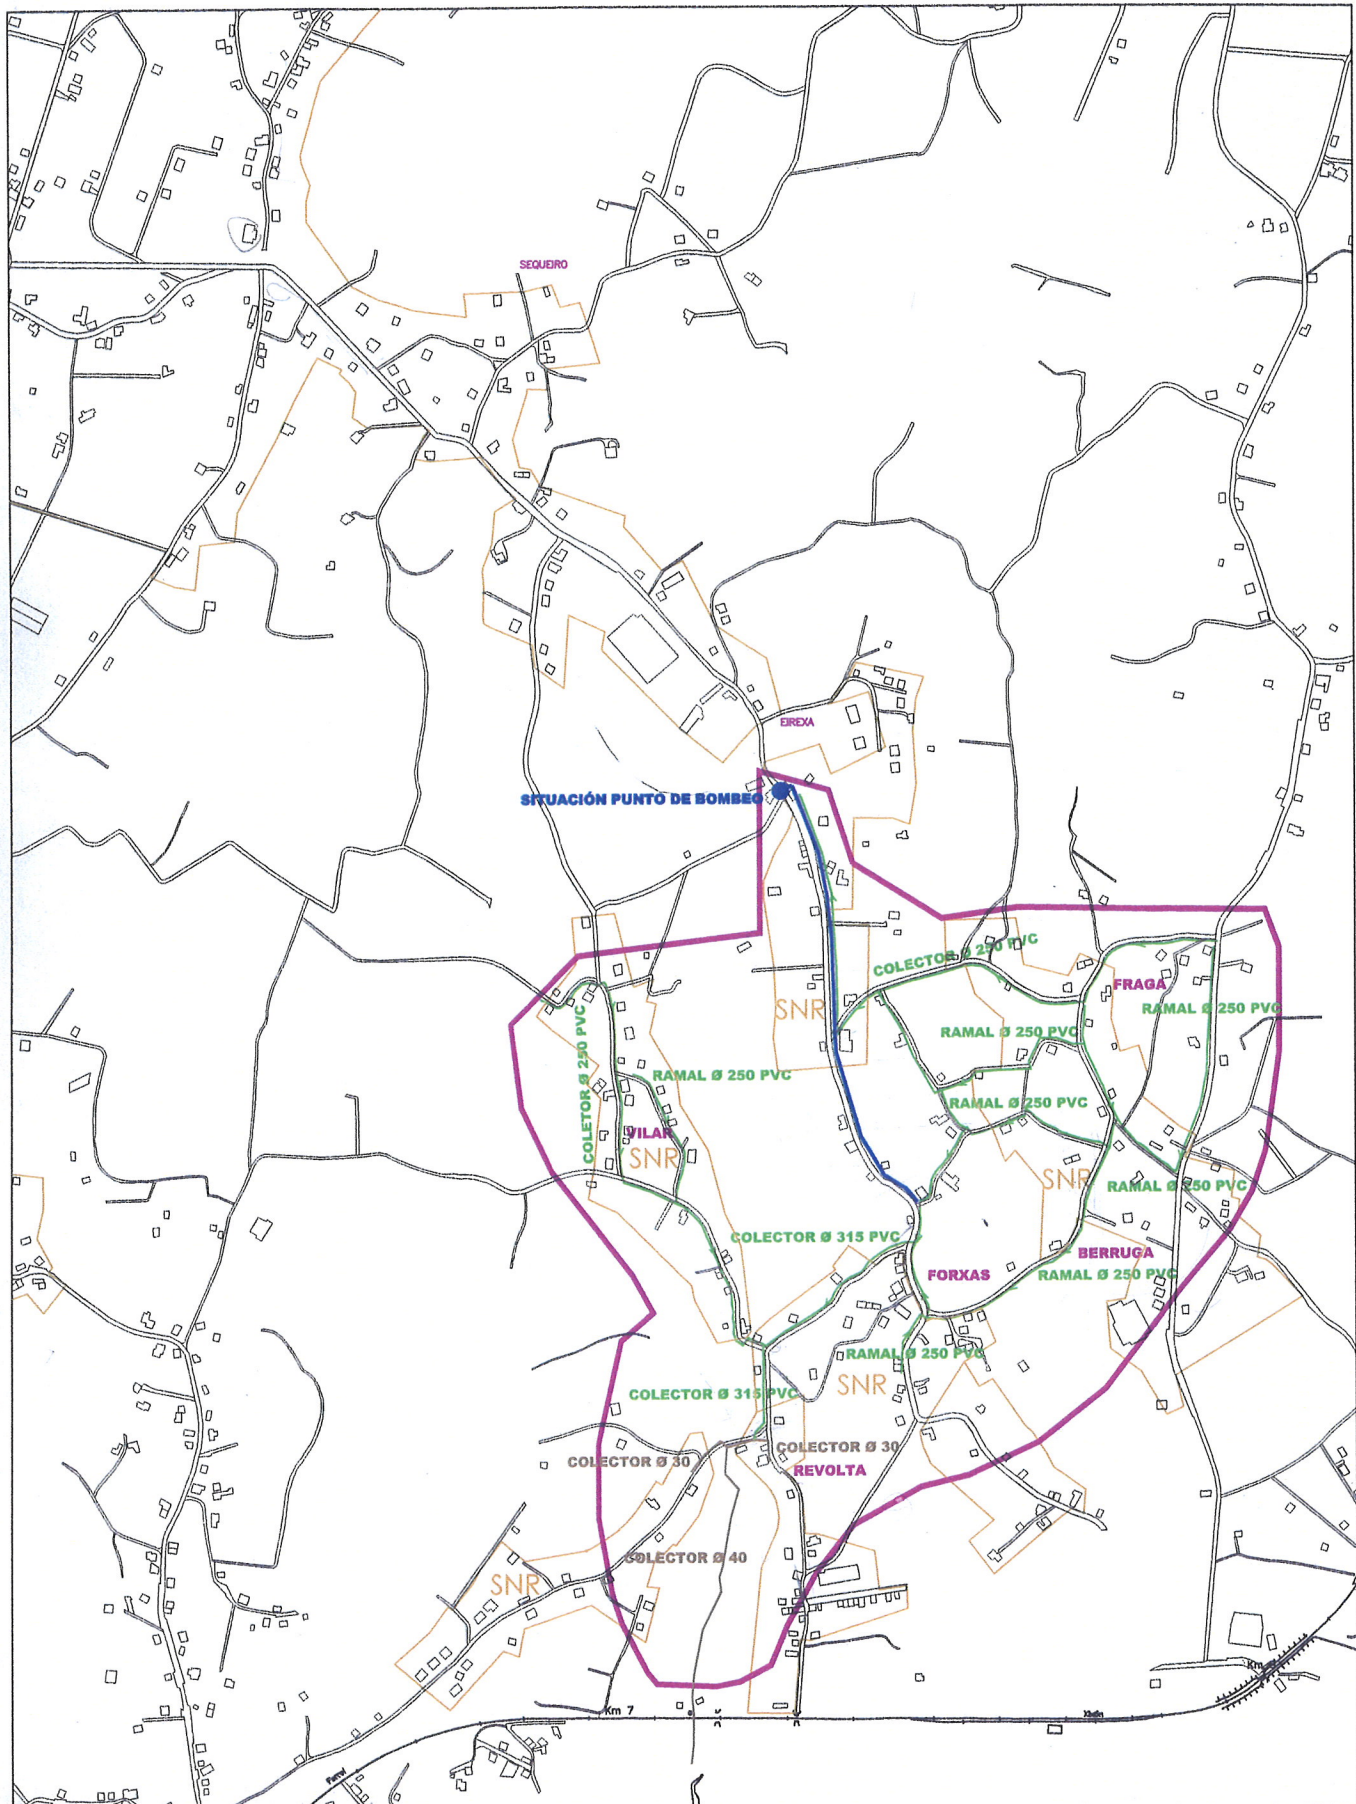 SEQUEIRO
EIREXA
SITUACIÓN PUNTO DE BOMBEO
COLECTOR Ø 250 PVC
FRAGA
SNR
RAMAL Ø 250 PVC
COLETOR Ø 250 PVC
RAMAL Ø 250 PVC
RAMAL Ø 250 PVC
RAMAL Ø 250 PVC
VILAR
SNR
SNR
RAMAL Ø 250 PVC
COLECTOR Ø 315 PVC
BERRUGA
FORXAS
RAMAL Ø 250 PVC
RAMAL Ø 250 PVC
SNR
COLECTOR Ø 315 PVC
COLECTOR Ø 30
COLECTOR Ø 30
REVOLTA
COLECTOR Ø 40
SNR
Km
Km 7